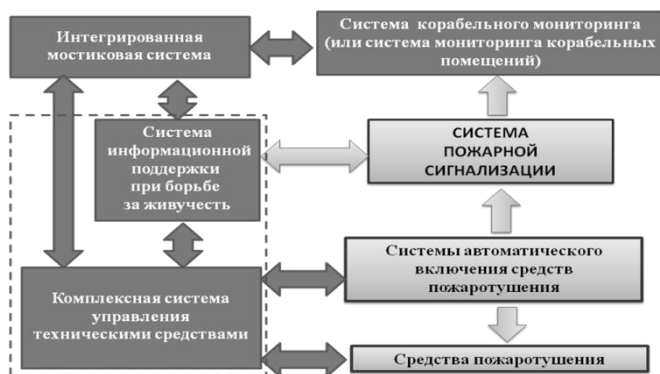 Интегрированная
мостиковая система
Система корабельного мониторинга
(или система мониторинга корабельных
помещений)
Система
информационной
поддержки
при борьбе
за живучесть
СИСТЕМА
ПОЖАРНОЙ
СИГНАЛИЗАЦИИ
Комплексная система
управления
техническими средствами
Системы автоматического
включения средств
пожаротушения
Средства пожаротушения